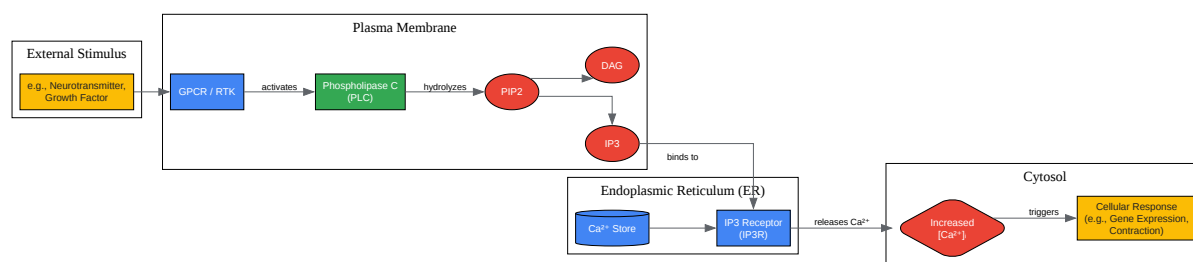 External Stimulus
e.g., Neurotransmitter,
Growth Factor
Plasma Membrane
GPCR / RTK
activates
Phospholipase C
(PLC)
hydrolyzes
PIP2
DAG
IP3
binds to
Endoplasmic Reticulum (ER)
Ca²⁺ Store
IP3 Receptor
(IP3R)
releases Ca²⁺
Cytosol
Increased
[Ca²⁺]ᵢ
triggers
Cellular Response
(e.g., Gene Expression,
Contraction)